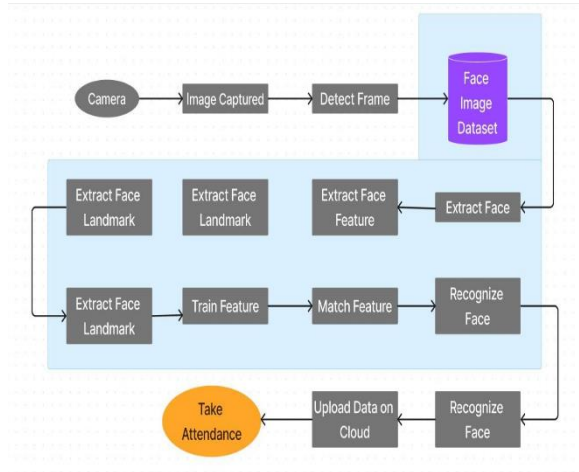 Face
Image
Dataset
Camera
Image Captured
Detect Frame
Extract Face
Landmark
Extract Face
Landmark
Extract Face
Feature
Extract Face
Extract Face
Landmark
Train Feature
Match Feature
Recognize
Face
Take
Attendance
Upload Data on
Cloud
Recognize
Face